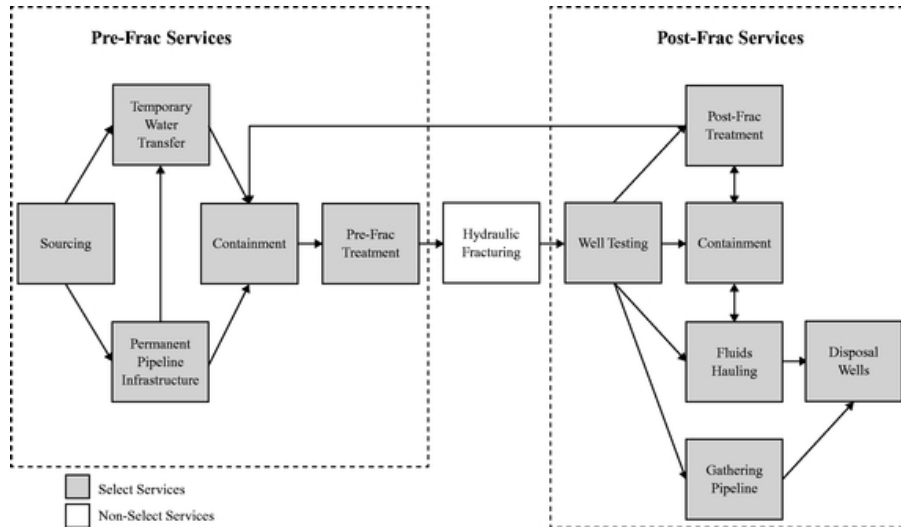 Pre-Frac Services
Post-Frac Services
Temporary
Water
Transfer
Post-Frac
Treatment
Sourcing
Containment
Pre-Frac
Treatment
Hydraulic
Fracturing
Well Testing
Containment
Permanent
Pipeline
Infrastructure
Fluids
Hauling
Disposal
Wells
Gathering
Pipeline
Select Services
Non-Select Services